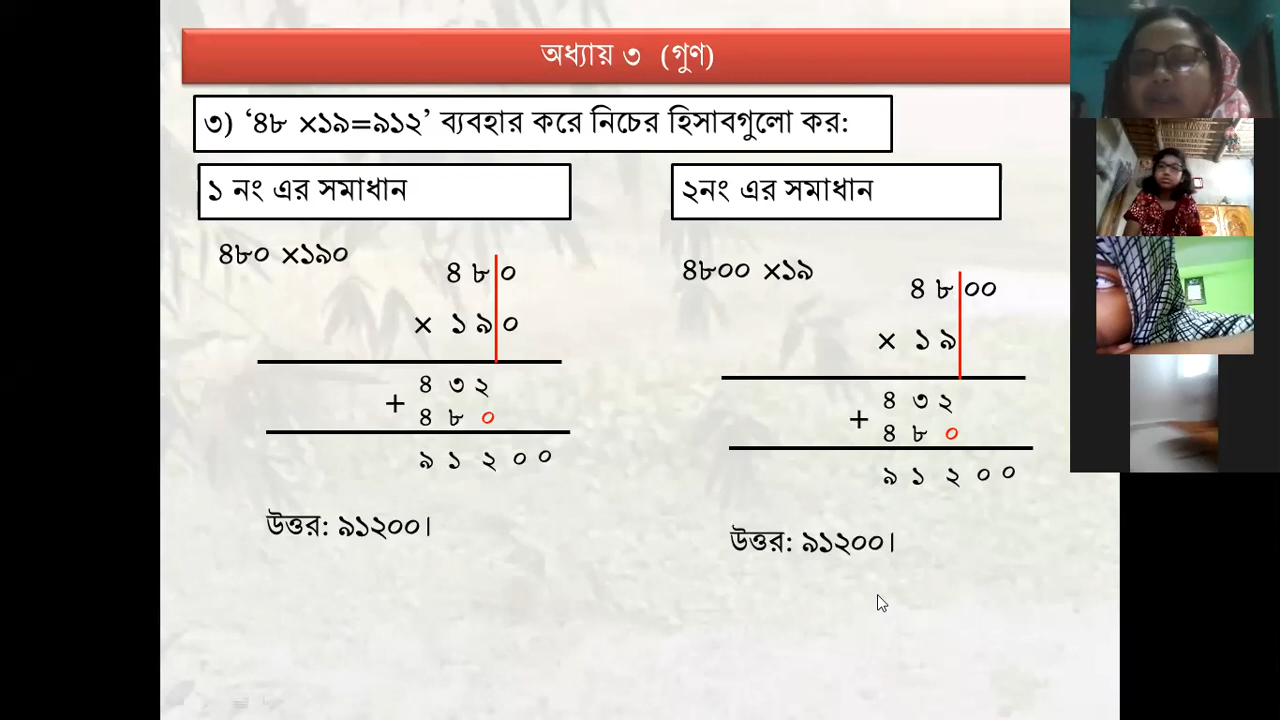 অধ্যায় ৩ (গুণ)
৩) ‘৪৮ ×১৯=৯১২’ ব্যবহার করে নিচের হিসাবগুলো কর:
১ নং এর সমাধান
৪৮০ ×১৯০
৪ ৮ ০
× ১ ৯ ০
৪ ৩ ২
+
৪ ৮ ০
৯ ১ ২ ০ ০
উত্তর: ৯১২০০।
২নং এর সমাধান
৪৮০০ ×১৯
৪ ৮ ০০
× ১ ৯
৪ ৩ ২
+
৪ ৮ ০
৯ ১ ২ ০ ০
উত্তর: ৯১২০০।